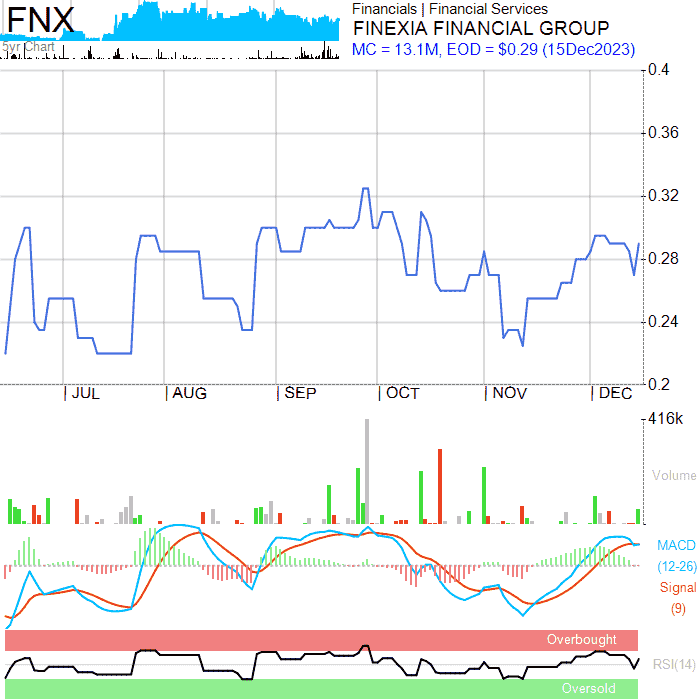 FNX
5yr Chart
Financials | Financial Services
FINEXIA FINANCIAL GROUP
MC = 13.1M, EOD = $0.29 (15Dec2023)
0.4
0.36
0.32
0.28
0.24
0.2
JUL AUG SEP OCT NOV DEC
416k
Volume
MACD
(12-26)
Signal
(9)
Overbought
RSI(14)
Oversold